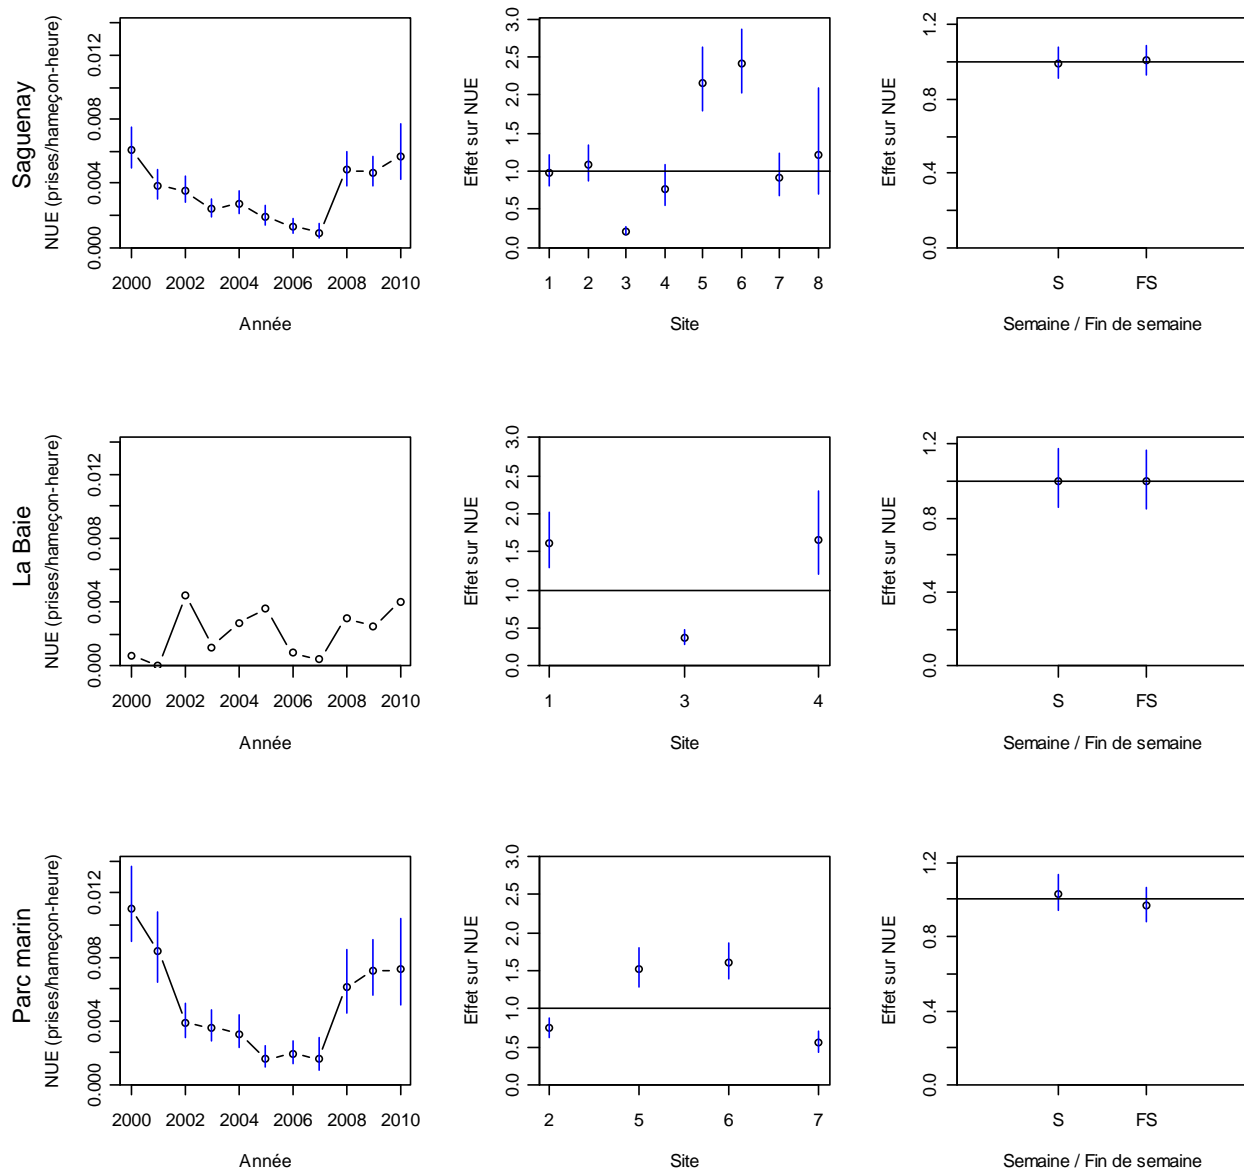 Saguenay
NUE (prises/hameçon-heure)
0.012
0.008
0.004
0.000
2000 2002 2004 2006 2008 2010
Année
Effet sur NUE
3.0
2.5
2.0
1.5
1.0
0.5
0.0
1 2 3 4 5 6 7 8
Site
Effet sur NUE
1.2
0.8
0.4
0.0
S FS
Semaine / Fin de semaine
La Baie
NUE (prises/hameçon-heure)
0.012
0.008
0.004
0.000
2000 2002 2004 2006 2008 2010
Année
Effet sur NUE
3.0
2.5
2.0
1.5
1.0
0.5
0.0
1 3 4
Site
Effet sur NUE
1.2
0.8
0.4
0.0
S FS
Semaine / Fin de semaine
Parc marin
NUE (prises/hameçon-heure)
0.012
0.008
0.004
0.000
2000 2002 2004 2006 2008 2010
Année
Effet sur NUE
3.0
2.5
2.0
1.5
1.0
0.5
0.0
2 5 6 7
Site
Effet sur NUE
1.2
0.8
0.4
0.0
S FS
Semaine / Fin de semaine